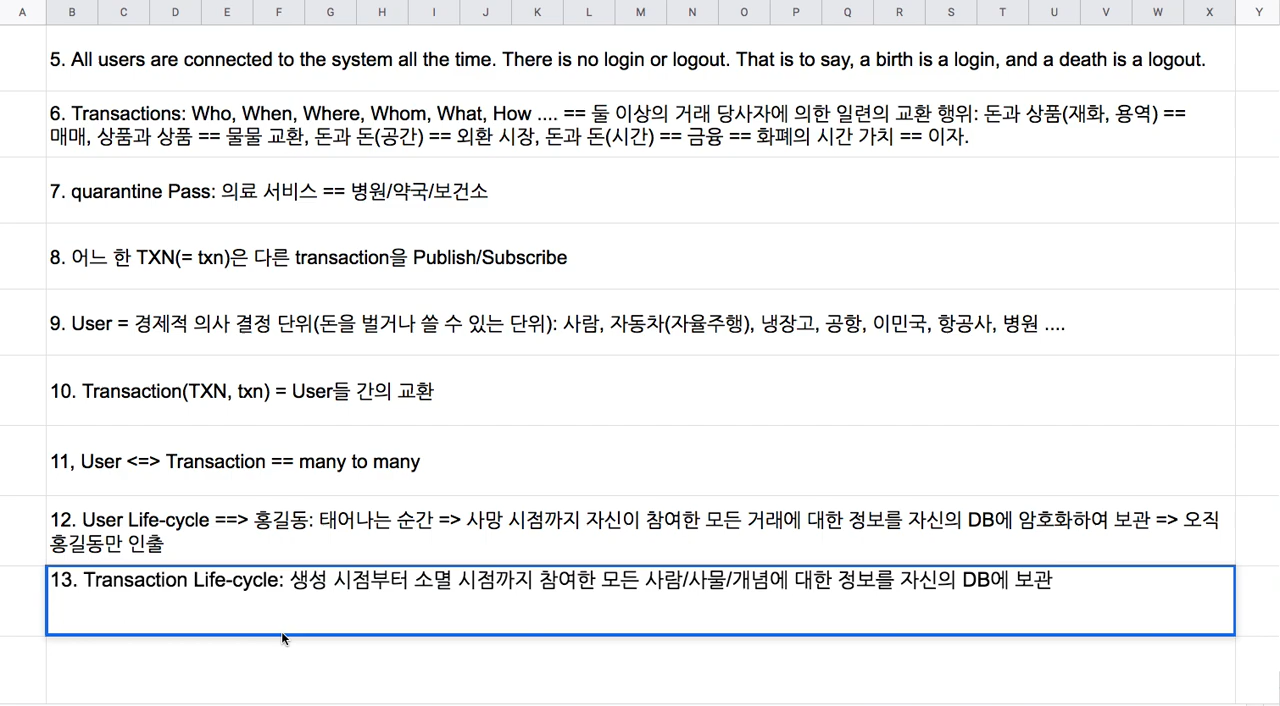 A B C D E F G H I J K L M N O P Q R S T U V W X Y
5. All users are connected to the system all the time. There is no login or logout. That is to say, a birth is a login, and a death is a logout.
6. Transactions: Who, When, Where, Whom, What, How .... == 둘 이상의 거래 당사자에 의한 일련의 교환 행위: 돈과 상품(재화, 용역) ==
매매, 상품과 상품 == 물물 교환, 돈과 돈(공간) == 외환 시장, 돈과 돈(시간) == 금융 == 화폐의 시간 가치 == 이자.
7. quarantine Pass: 의료 서비스 == 병원/약국/보건소
8. 어느 한 TXN(= txn)은 다른 transaction을 Publish/Subscribe
9. User = 경제적 의사 결정 단위(돈을 벌거나 쓸 수 있는 단위): 사람, 자동차(자율주행), 냉장고, 공항, 이민국, 항공사, 병원 ....
10. Transaction(TXN, txn) = User들 간의 교환
11, User <=> Transaction == many to many
12. User Life-cycle ==> 홍길동: 태어나는 순간 => 사망 시점까지 자신이 참여한 모든 거래에 대한 정보를 자신의 DB에 암호화하여 보관 => 오직
홍길동만 인출
13. Transaction Life-cycle: 생성 시점부터 소멸 시점까지 참여한 모든 사람/사물/개념에 대한 정보를 자신의 DB에 보관